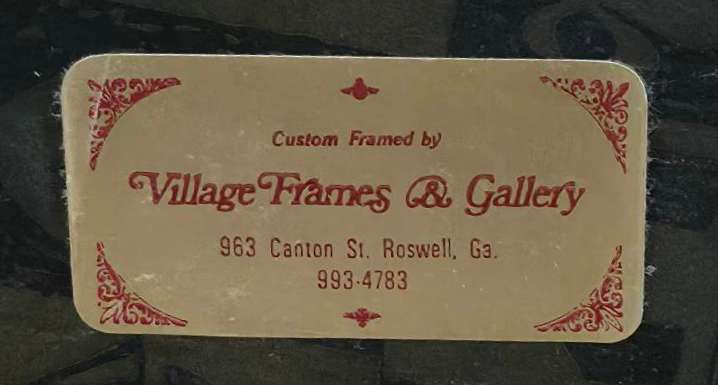 Custom Framed by
Village Frames & Gallery
963 Canton St. Roswell, Ga.
993-4783